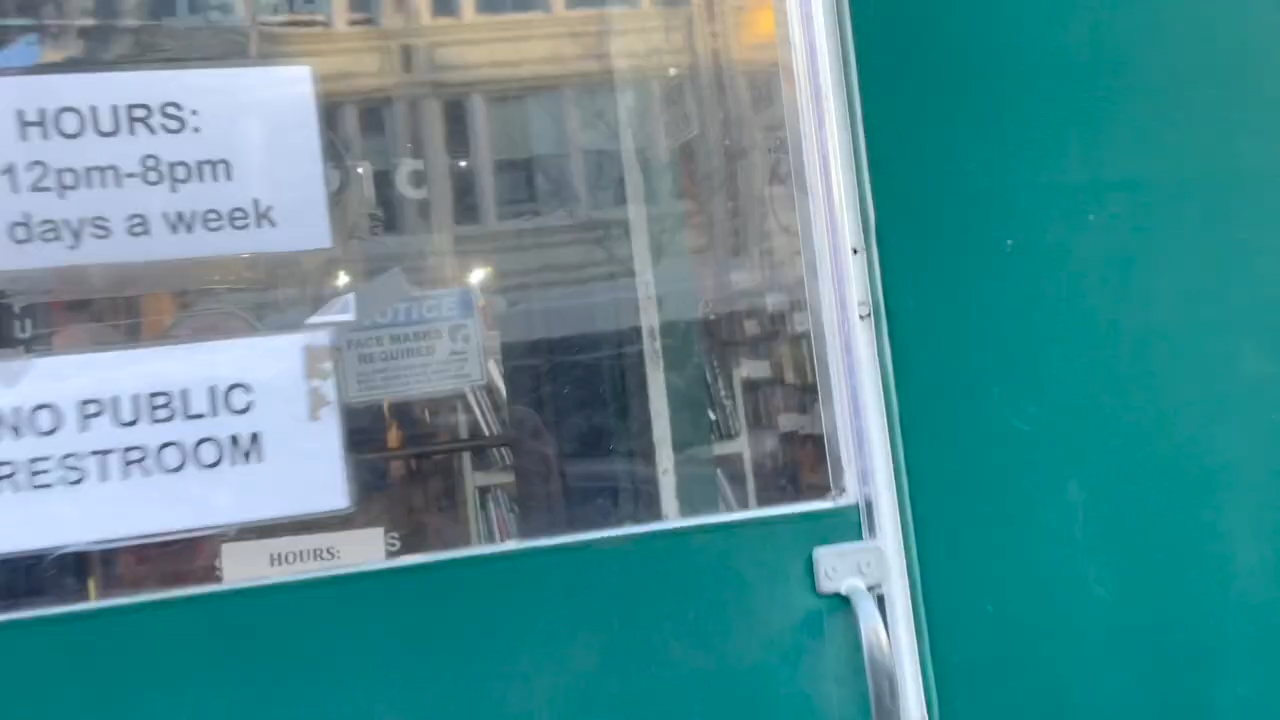 HOURS:
12pm-8pm
days a week
NOTICE
FACE MASKS
REQUIRED
NO PUBLIC
RESTROOM
HOURS: